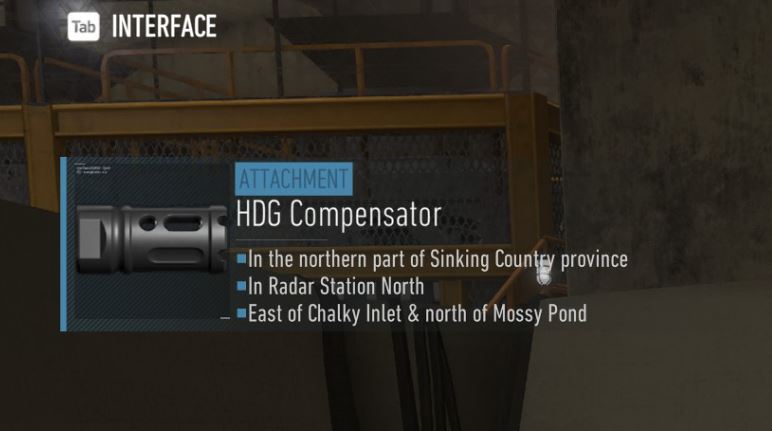 Tab INTERFACE
ATTACHMENT
HDG Compensator
In the northern part of Sinking Country province
In Radar Station North
East of Chalky Inlet & north of Mossy Pond